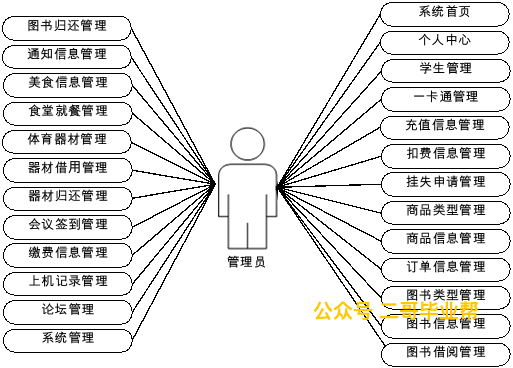 图书归还管理
通知信息管理
美食信息管理
食堂就餐管理
体育器材管理
器材借用管理
器材归还管理
会议签到管理
缴费信息管理
上机记录管理
论坛管理
系统管理
管理员
系统首页
个人中心
学生管理
一卡通管理
充值信息管理
扣费信息管理
挂失申请管理
商品类型管理
商品信息管理
订单信息管理
图书类型管理
公众号 二哥毕业帮
图书信息管理
图书借阅管理